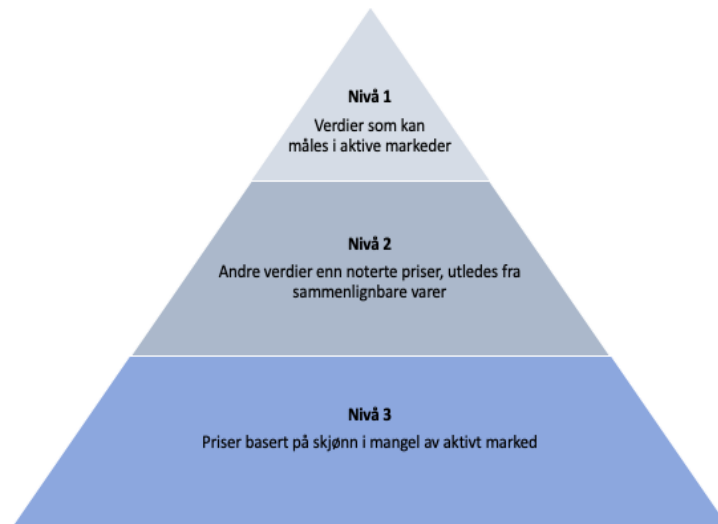 Nivå 1
Verdier som kan
måles i aktive markeder
Nivå 2
Andre verdier enn noterte priser, utledes fra
sammenlignbare varer
Nivå 3
Priser basert på skjønn i mangel av aktivt marked